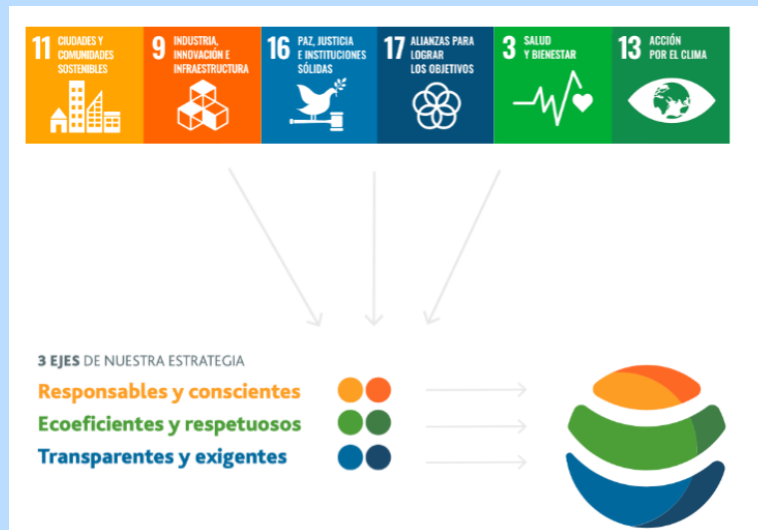 11 CIUDADES Y
COMUNIDADES
SOSTENIBLES
9 INDUSTRIA,
INNOVACIÓN E
INFRAESTRUCTURA
16 PAZ, JUSTICIA
E INSTITUCIONES
SÓLIDAS
17 ALIANZAS PARA
LOGRAR
LOS OBJETIVOS
3 SALUD
Y BIENESTAR
13 ACCIÓN
POR EL CLIMA
3 EJES DE NUESTRA ESTRATEGIA
Responsables y conscientes
Ecoeficientes y respetuosos
Transparentes y exigentes